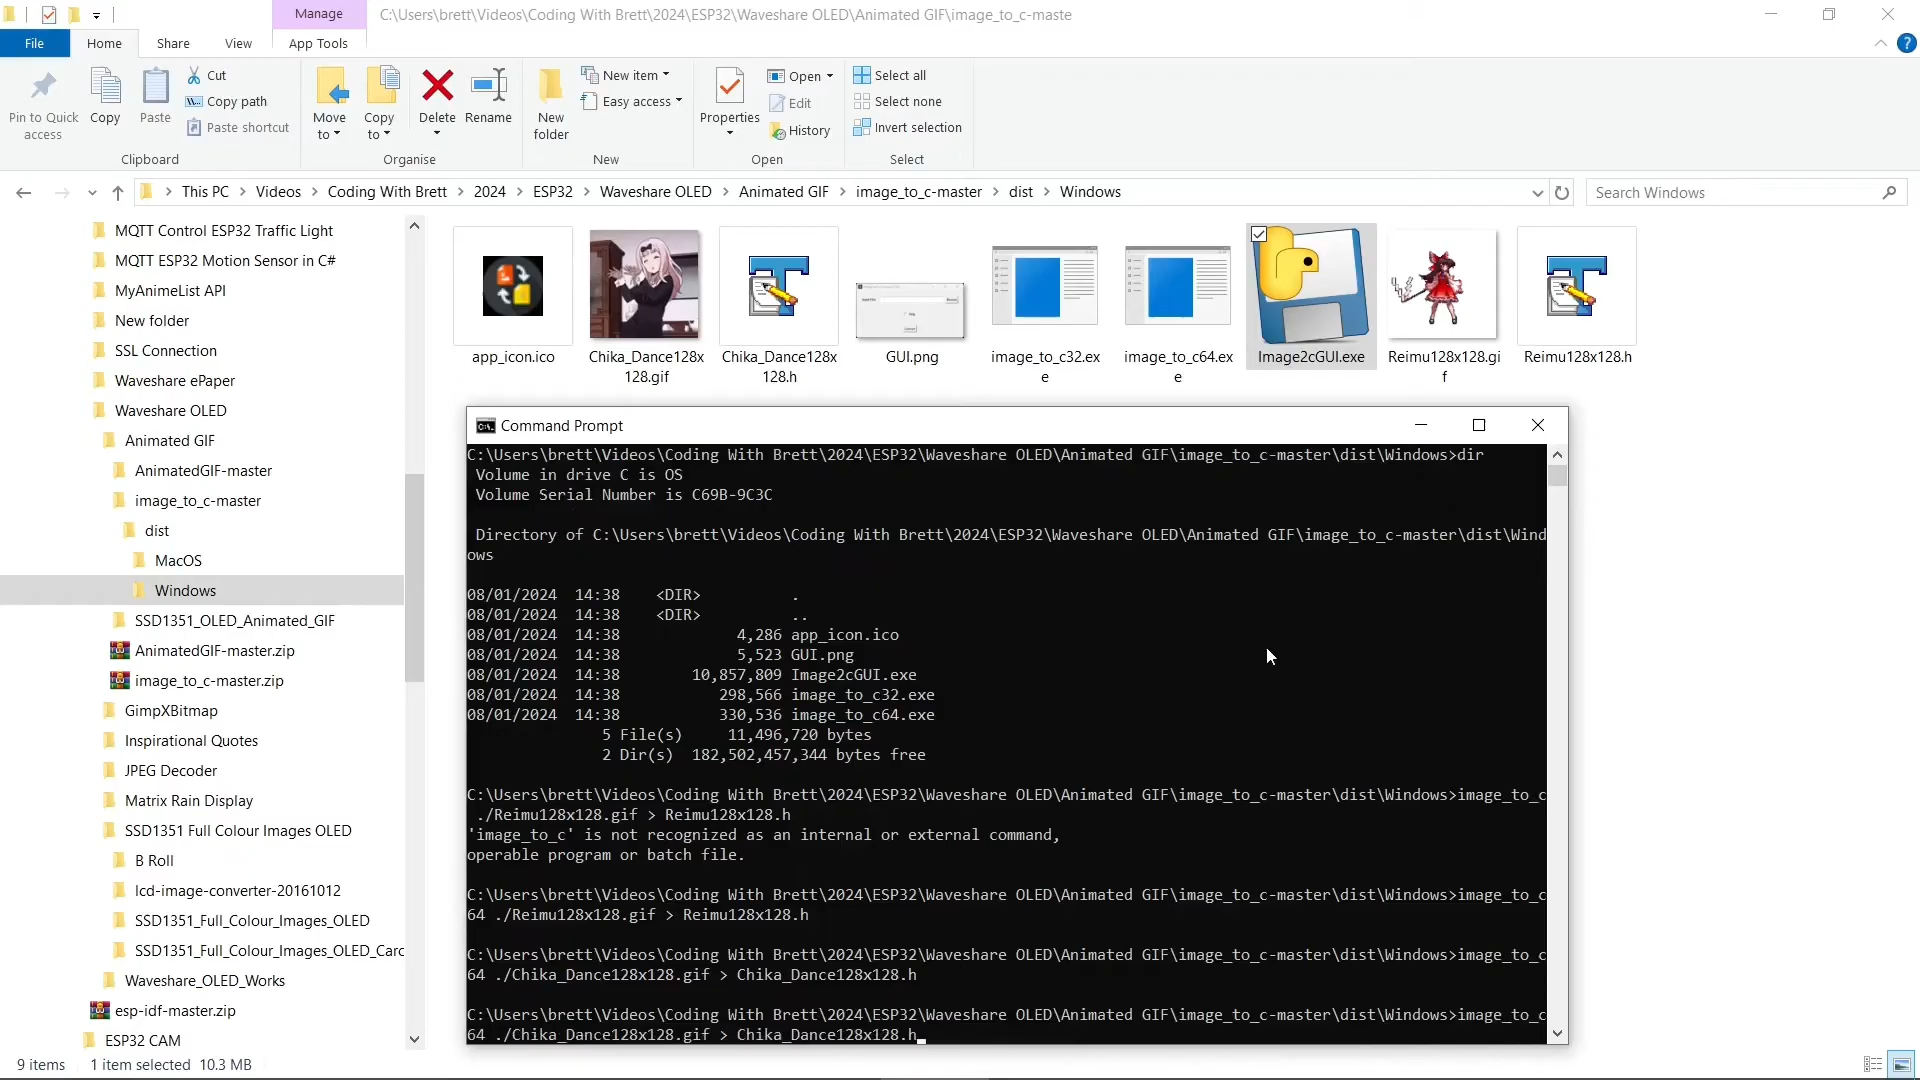 Manage
C:\Users\brett\Videos\Coding With Brett\2024\ESP32\Waveshare OLED\Animated GIF\image_to_c-maste
File
Home
Share
View
App Tools
Pin to Quick access
Copy
Paste
Cut
Copy path
Paste shortcut
Clipboard
Move to
Copy to
Delete
Rename
Organise
New folder
New item
Easy access
New
Properties
Open
Edit
History
Open
Select all
Select none
Invert selection
Select
This PC > Videos > Coding With Brett > 2024 > ESP32 > Waveshare OLED > Animated GIF > image_to_c-master > dist > Windows
Search Windows
MQTT Control ESP32 Traffic Light
MQTT ESP32 Motion Sensor in C#
MyAnimeList API
New folder
SSL Connection
Waveshare ePaper
Waveshare OLED
Animated GIF
AnimatedGIF-master
image_to_c-master
dist
MacOS
Windows
SSD1351_OLED_Animated_GIF
AnimatedGIF-master.zip
image_to_c-master.zip
GimpXBitmap
Inspirational Quotes
JPEG Decoder
Matrix Rain Display
SSD1351 Full Colour Images OLED
B Roll
lcd-image-converter-20161012
SSD1351_Full_Colour_Images_OLED
SSD1351_Full_Colour_Images_OLED_Carc
Waveshare_OLED_Works
esp-idf-master.zip
ESP32 CAM
app_icon.ico
Chika_Dance128x
128.gif
Chika_Dance128x
128.h
GUI.png
image_to_c32.ex
e
image_to_c64.ex
e
Image2cGUI.exe
Reimu128x128.gi
f
Reimu128x128.h
Command Prompt
C:\Users\brett\Videos\Coding With Brett\2024\ESP32\Waveshare OLED\Animated GIF\image_to_c-master\dist\Windows>dir
Volume in drive C is OS
Volume Serial Number is C69B-9C3C
Directory of C:\Users\brett\Videos\Coding With Brett\2024\ESP32\Waveshare OLED\Animated GIF\image_to_c-master\dist\Wind
ows
08/01/2024 14:38 <DIR> .
08/01/2024 14:38 <DIR> ..
08/01/2024 14:38 4,286 app_icon.ico
08/01/2024 14:38 5,523 GUI.png
08/01/2024 14:38 10,857,809 Image2cGUI.exe
08/01/2024 14:38 298,566 image_to_c32.exe
08/01/2024 14:38 330,536 image_to_c64.exe
5 File(s) 11,496,720 bytes
2 Dir(s) 182,502,457,344 bytes free
C:\Users\brett\Videos\Coding With Brett\2024\ESP32\Waveshare OLED\Animated GIF\image_to_c-master\dist\Windows>image_to_c
./Reimu128x128.gif > Reimu128x128.h
'image_to_c' is not recognized as an internal or external command,
operable program or batch file.
C:\Users\brett\Videos\Coding With Brett\2024\ESP32\Waveshare OLED\Animated GIF\image_to_c-master\dist\Windows>image_to_c
64 ./Reimu128x128.gif > Reimu128x128.h
C:\Users\brett\Videos\Coding With Brett\2024\ESP32\Waveshare OLED\Animated GIF\image_to_c-master\dist\Windows>image_to_c
64 ./Chika_Dance128x128.gif > Chika_Dance128x128.h
C:\Users\brett\Videos\Coding With Brett\2024\ESP32\Waveshare OLED\Animated GIF\image_to_c-master\dist\Windows>image_to_c
64 ./Chika_Dance128x128.gif > Chika_Dance128x128.h
9 items
1 item selected 10.3 MB